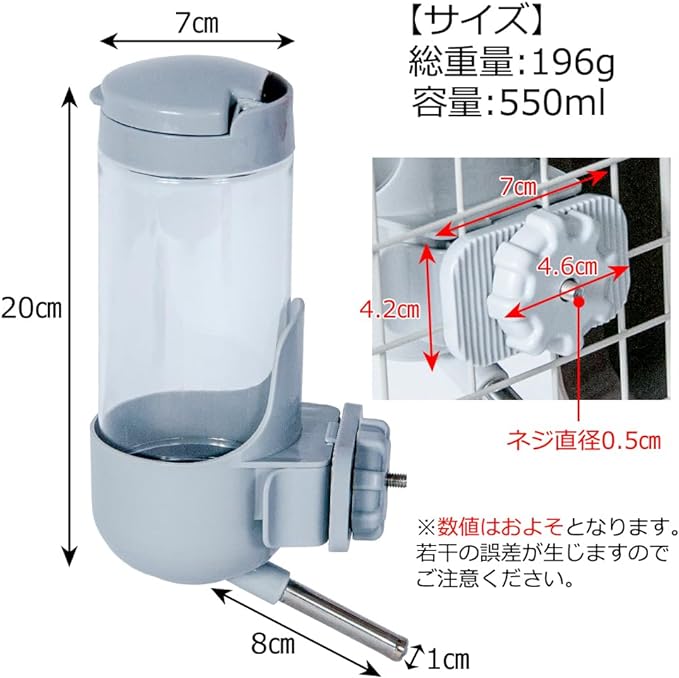 7㎝
【サイズ】
総重量:196g
容量:550ml
20㎝
7㎝
4.6㎝
4.2㎝
ネジ直径0.5㎝
※数値はおよそとなります。
若干の誤差が生じますので
ご注意ください。
8㎝
1㎝